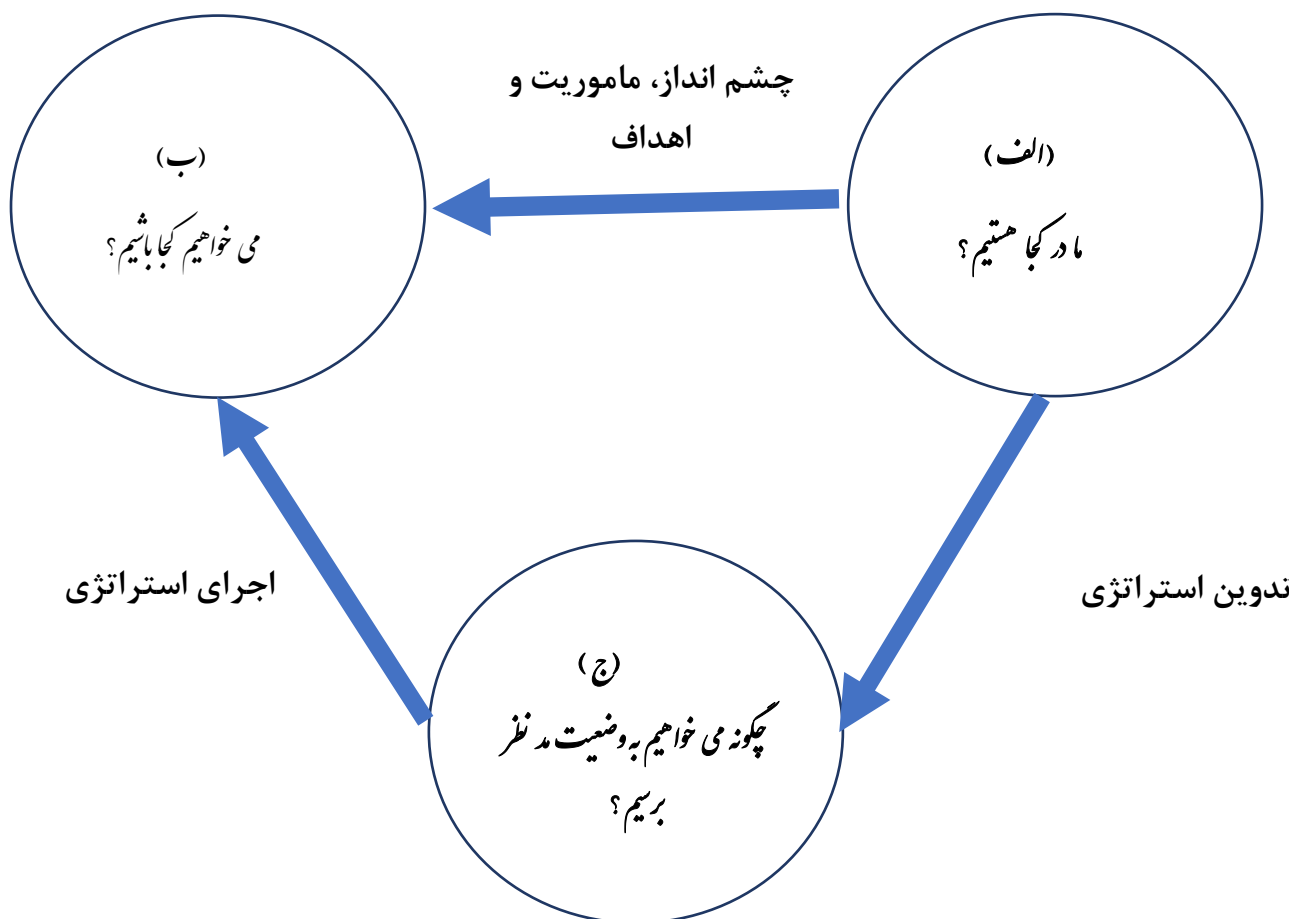 چشم انداز، ماموریت و
اهداف
(الف)
ما در کجا هستیم؟
(ب)
می خواهیم کجا باشیم؟
تدوین استراتژی
اجرای استراتژی
(ج)
چگونه می خواهیم به وضعیت مد نظر
برسیم؟